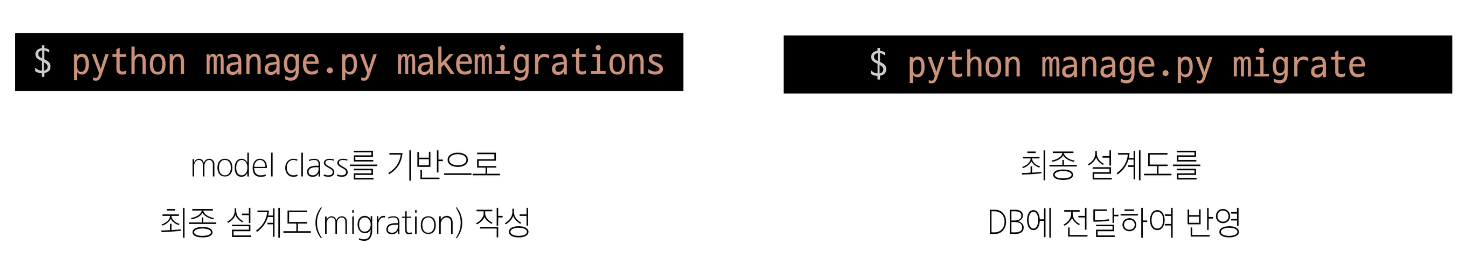 $ python manage.py makemigrations
model class를 기반으로
최종 설계도(migration) 작성
$ python manage.py migrate
최종 설계도를
DB에 전달하여 반영